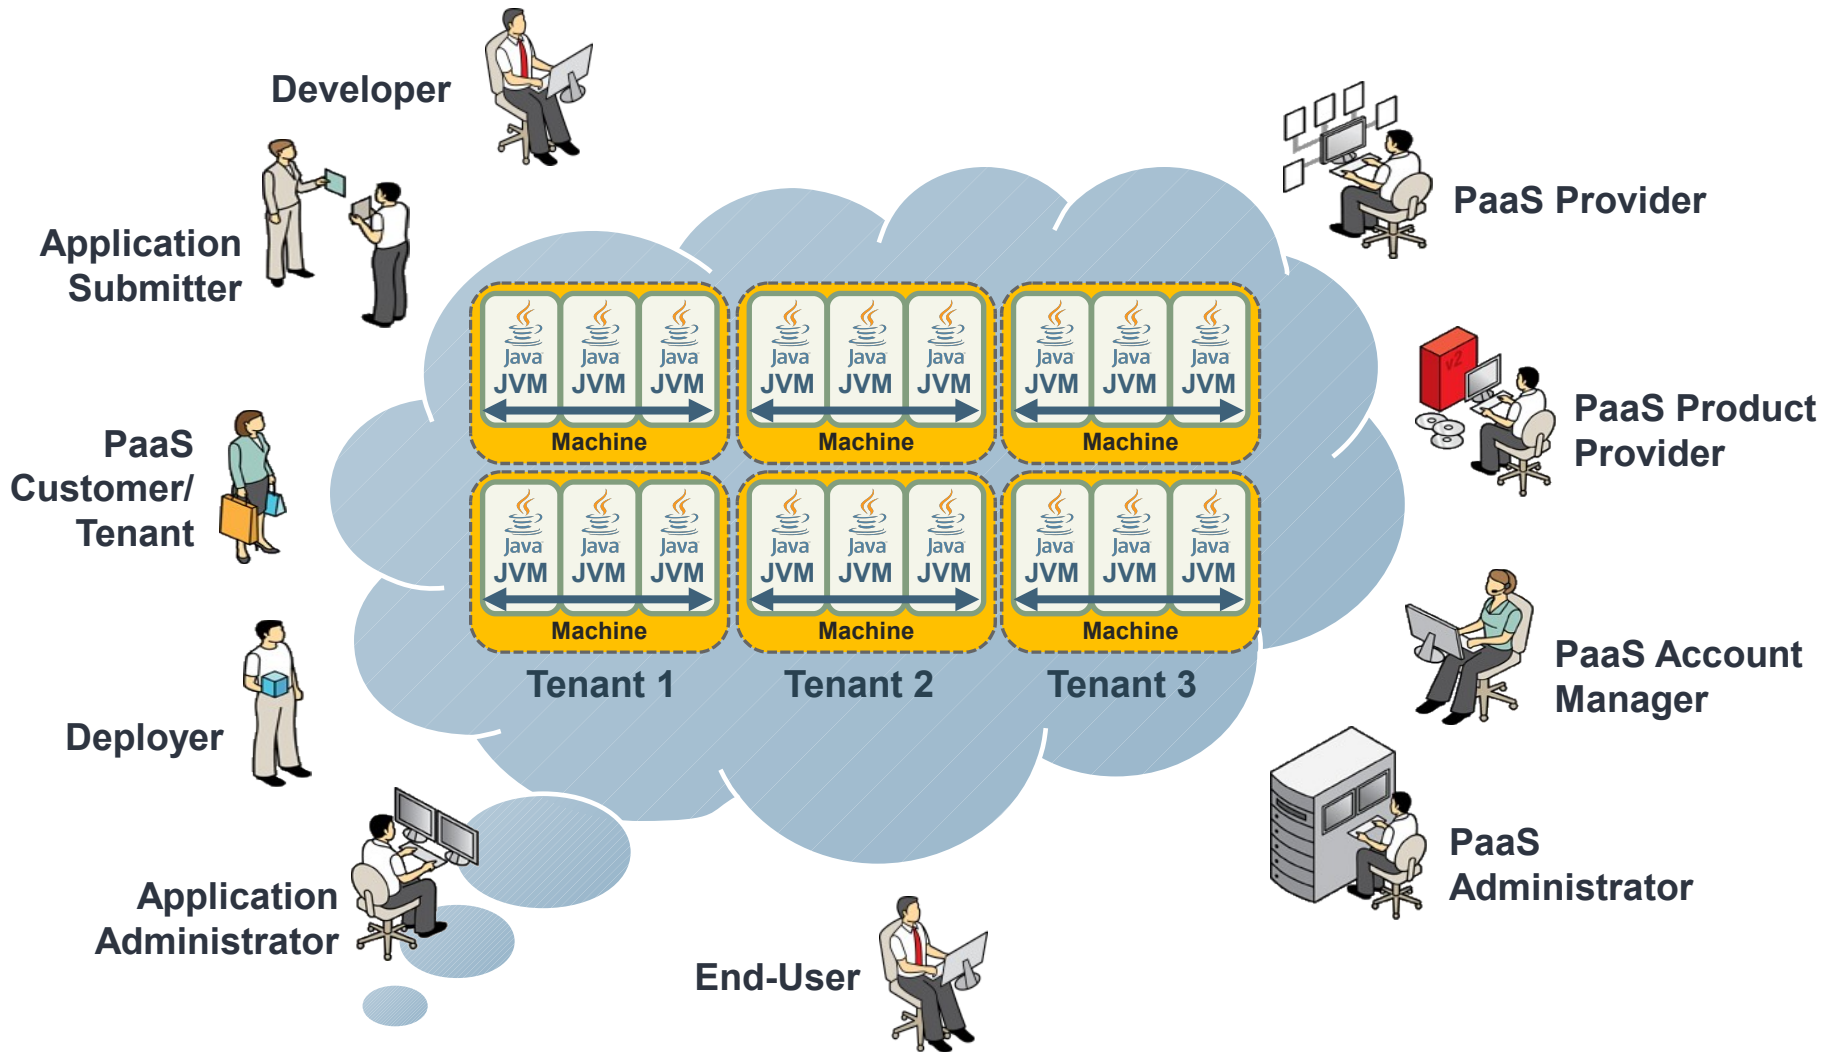 Developer
Application
Submitter
PaaS
Customer/
Tenant
Deployer
Application
Administrator
Java Java Java
JVM JVM JVM
Machine
Java Java Java
JVM JVM JVM
Machine
Java Java Java
JVM JVM JVM
Machine
Java Java Java
JVM JVM JVM
Machine
Java Java Java
JVM JVM JVM
Machine
Java Java Java
JVM JVM JVM
Machine
Tenant 1
Tenant 2
Tenant 3
End-User
PaaS Provider
v2
PaaS Product
Provider
PaaS Account
Manager
PaaS
Administrator